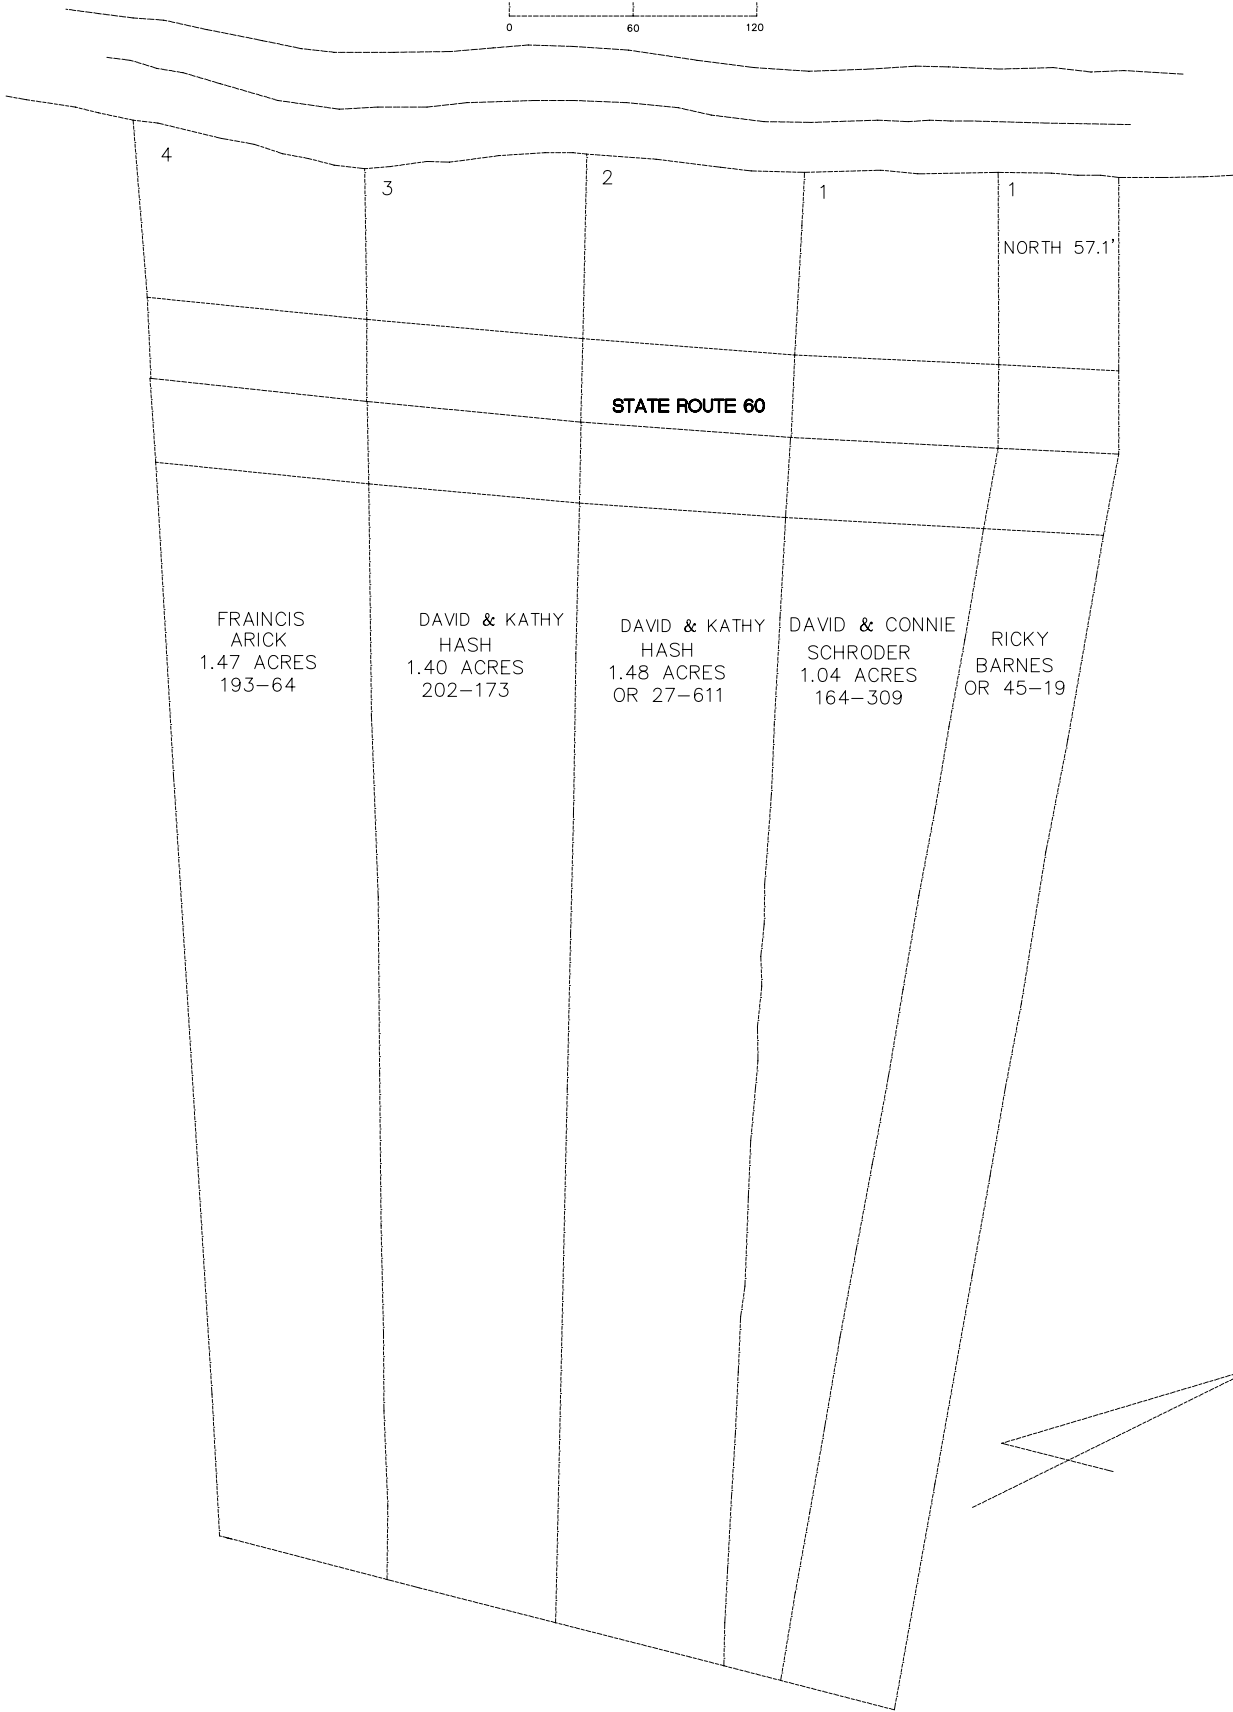 0 60 120
4
3
2
1
1
NORTH 57.1'
STATE ROUTE 60
FRAINCIS
ARICK
1.47 ACRES
193-64
DAVID & KATHY
HASH
1.40 ACRES
202-173
DAVID & KATHY
HASH
1.48 ACRES
OR 27-611
DAVID & CONNIE
SCHRODER
1.04 ACRES
164-309
RICKY
BARNES
OR 45-19